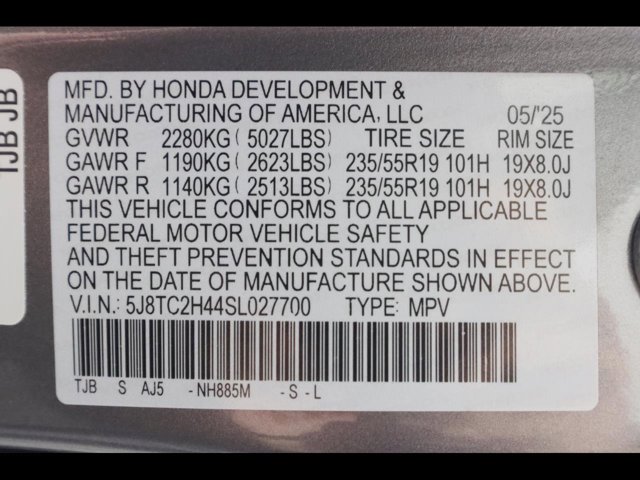 TJB JB
MFD. BY HONDA DEVELOPMENT &
MANUFACTURING OF AMERICA, LLC 05/'25
GVWR 2280KG ( 5027LBS) TIRE SIZE RIM SIZE
GAWR F 1190KG ( 2623LBS) 235/55R19 101H 19X8.0J
GAWR R 1140KG ( 2513LBS) 235/55R19 101H 19X8.0J
THIS VEHICLE CONFORMS TO ALL APPLICABLE
FEDERAL MOTOR VEHICLE SAFETY
AND THEFT PREVENTION STANDARDS IN EFFECT
ON THE DATE OF MANUFACTURE SHOWN ABOVE.
V.I.N.: 5J8TC2H44SL027700 TYPE: MPV
TJB S AJ5 - NH885M - S - L